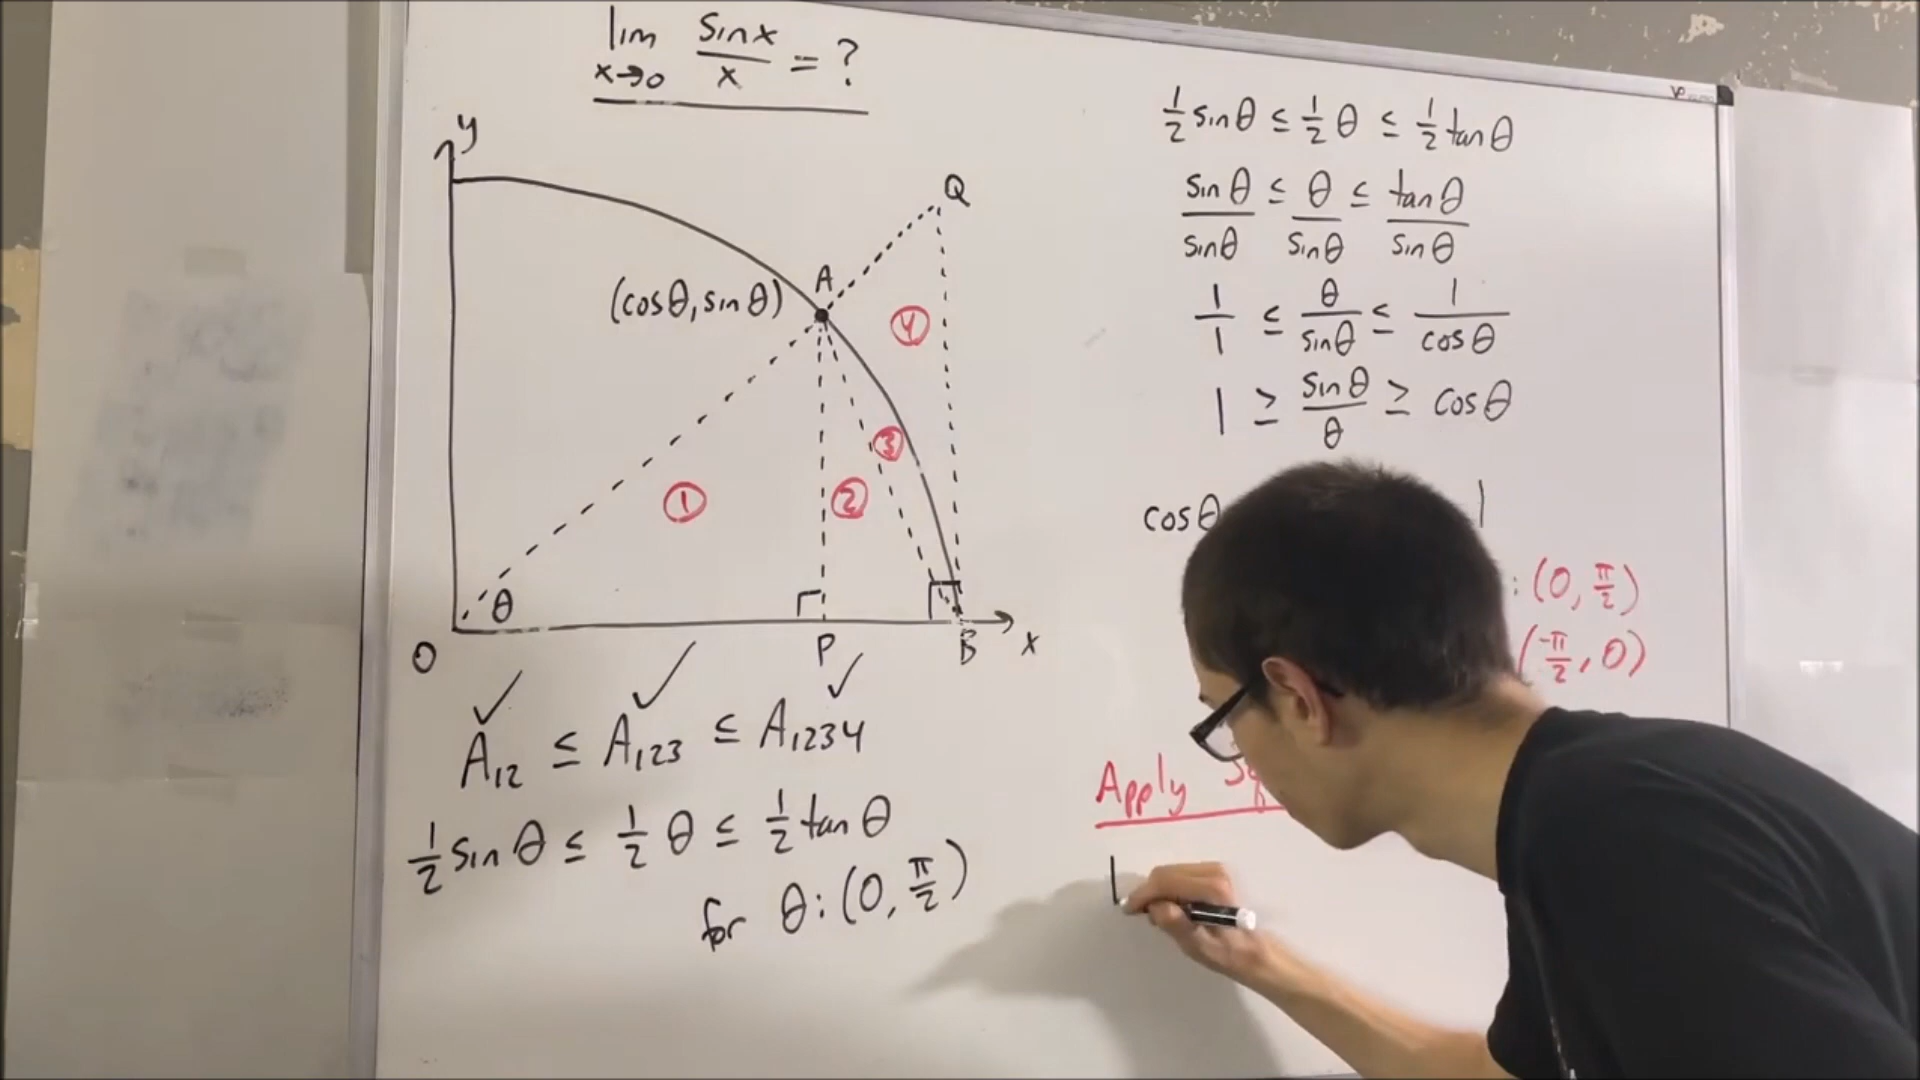 lim x→0 sinx/x = ?
y
Q
A
(cosθ, sinθ)
4
3
1
2
θ
O
P
B
x
✓ ✓ ✓
A₁₂ ≤ A₁₂₃ ≤ A₁₂₃₄
1/2 sinθ ≤ 1/2 θ ≤ 1/2 tanθ
for θ: (0, π/2)
1/2 sinθ ≤ 1/2 θ ≤ 1/2 tanθ
sinθ/sinθ ≤ θ/sinθ ≤ tanθ/sinθ
1/1 ≤ θ/sinθ ≤ 1/cosθ
1 ≥ sinθ/θ ≥ cosθ
cosθ 1
: (0, π/2)
(-π/2, 0)
Apply